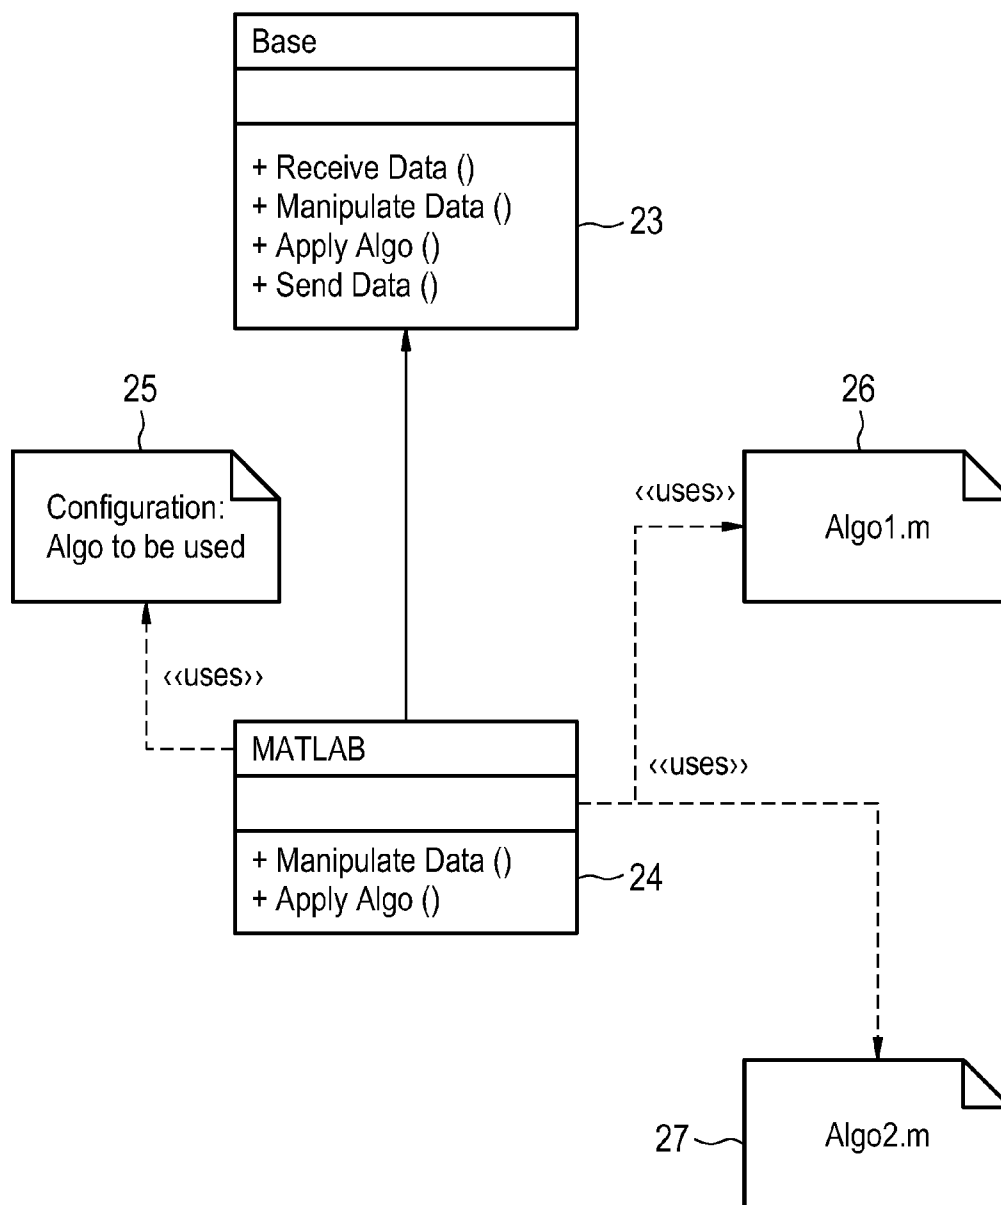 Base
+ Receive Data ()
+ Manipulate Data ()
+ Apply Algo ()
+ Send Data ()
23
25
Configuration:
Algo to be used
‹‹uses››
26
‹‹uses››
Algo1.m
MATLAB
+ Manipulate Data ()
+ Apply Algo ()
24
‹‹uses››
27
Algo2.m